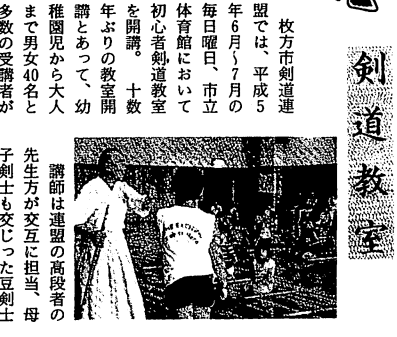 剣道教室
枚方市剣道連
盟では、平成5
年6月〜7月の
毎日曜日、市立
体育館において
初心者剣道教室
を開講。十数
年ぶりの教室開
講とあって、幼
稚園児から大人
まで男女40名と
多数の受講者が
講師は連盟の高段者の
先生方が交互に担当、母
子剣士も交じった豆剣士